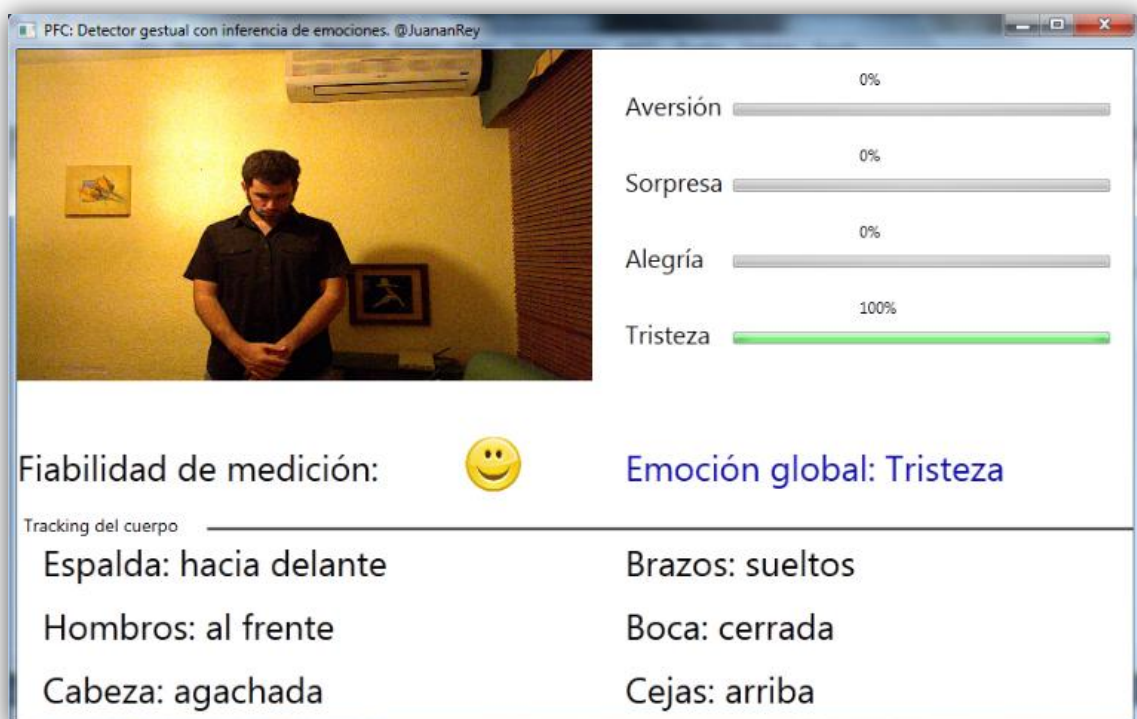 PFC: Detector gestual con inferencia de emociones. @JuananRey
0%
Aversión
0%
Sorpresa
0%
Alegría
100%
Tristeza
Fiabilidad de medición:
Emoción global: Tristeza
Tracking del cuerpo
Espalda: hacia delante
Brazos: sueltos
Hombros: al frente
Boca: cerrada
Cabeza: agachada
Cejas: arriba